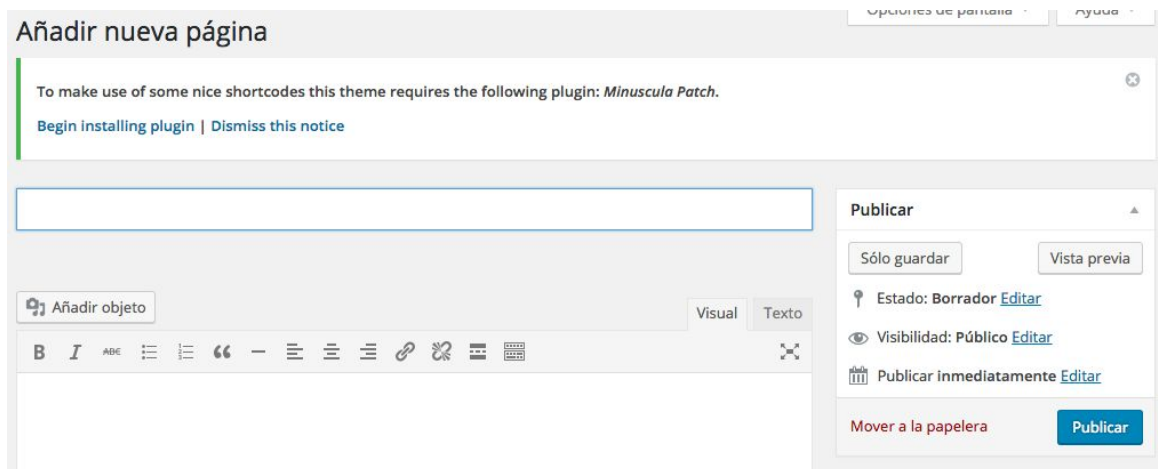 Opciones de pantalla
Ayuda
Añadir nueva página
To make use of some nice shortcodes this theme requires the following plugin: Minuscula Patch.
Begin installing plugin | Dismiss this notice
Publicar
Sólo guardar
Vista previa
Estado: Borrador Editar
Añadir objeto
Visual
Texto
Visibilidad: Público Editar
B I ABC
Publicar inmediatamente Editar
Mover a la papelera
Publicar